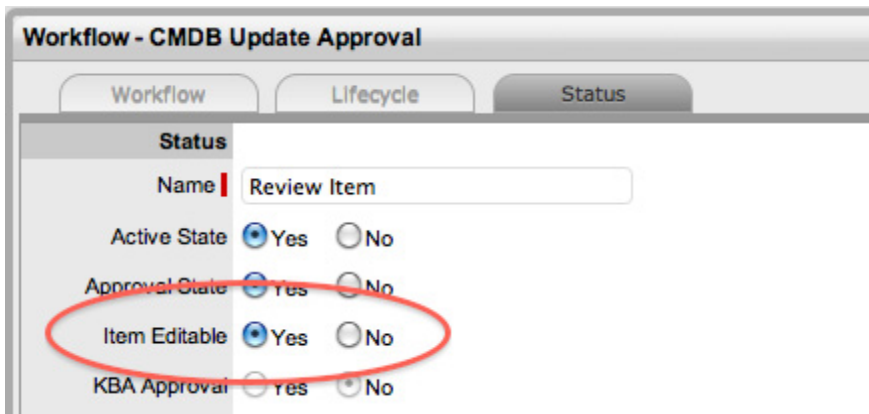 Workflow - CMDB Update Approval
Workflow Lifecycle Status
Status
Name Review Item
Active State Yes No
Approval State Yes No
Item Editable Yes No
KBA Approval Yes No